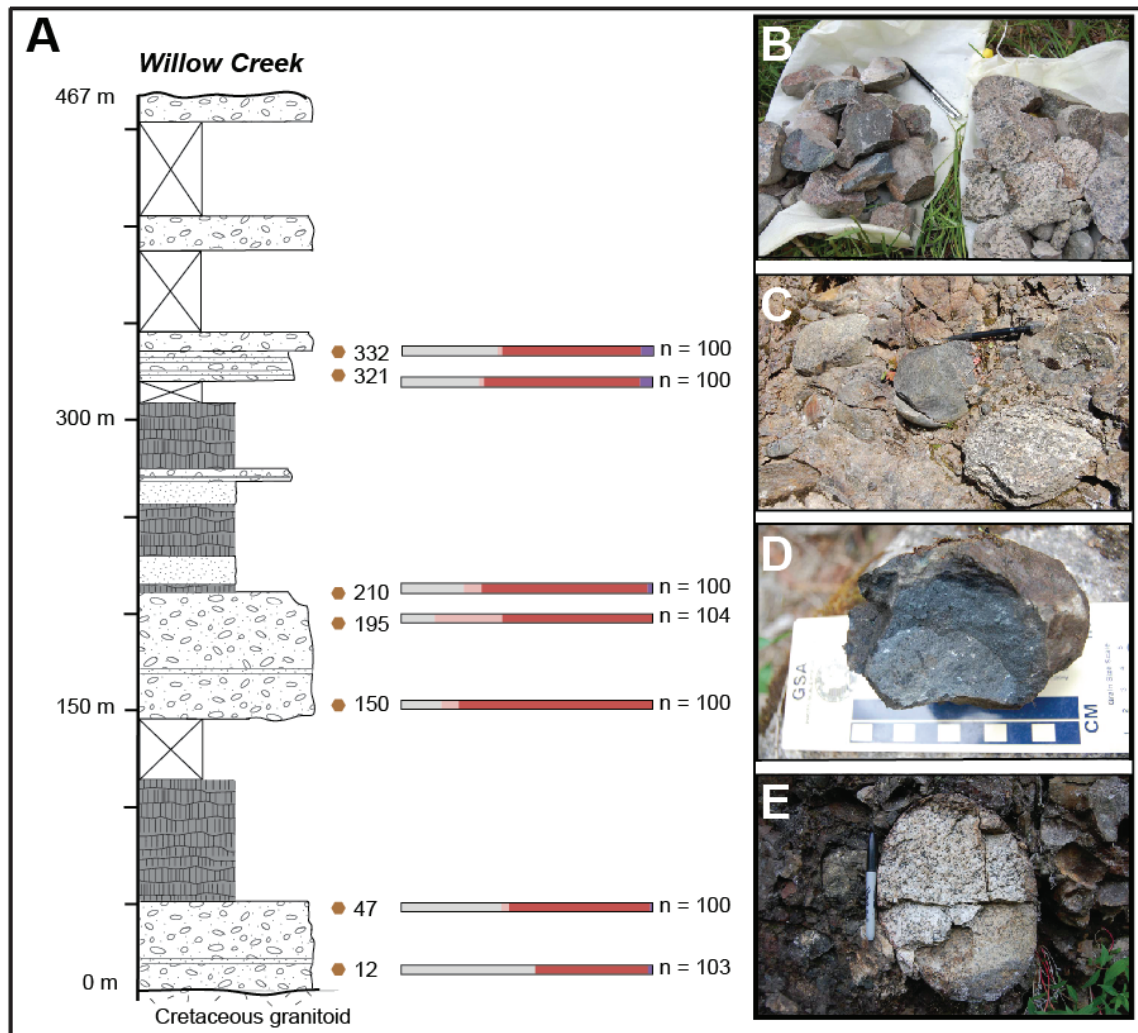 A
Willow Creek
467 m
332
n = 100
321
n = 100
300 m
210
n = 100
195
n = 104
150
n = 100
150 m
47
n = 100
12
n = 103
0 m
Cretaceous granitoid
B
C
D
GSA
CM
E